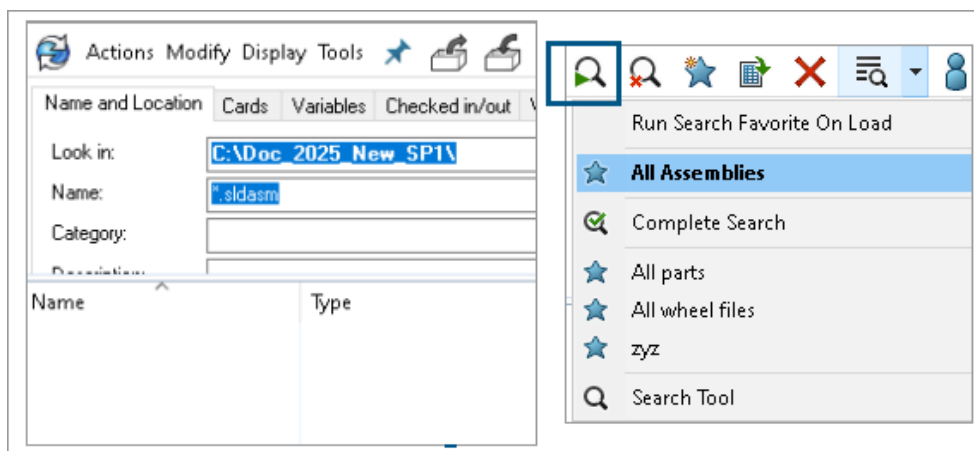 Actions Modify Display Tools
Name and Location Cards Variables Checked in/out
Look in: C:\Doc_2025_New_SP1\
Name: *.sldasm
Category:
Description:
Name Type
Run Search Favorite On Load
All Assemblies
Complete Search
All parts
All wheel files
zyz
Search Tool